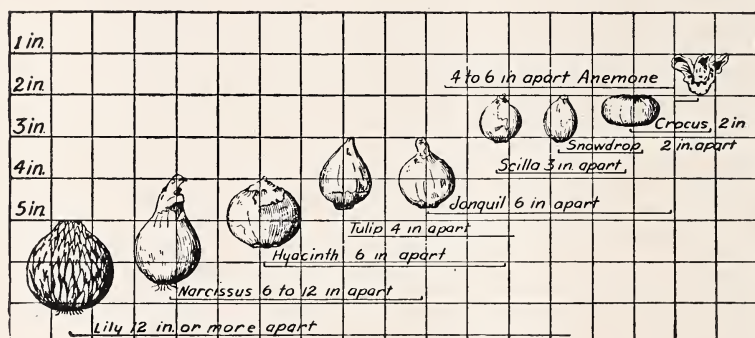 1 in.
2 in.
3 in.
4 in.
5 in.
4 to 6 in apart Anemone
Crocus, 2 in
Snowdrop, 2 in. apart
Scilla 3 in apart
Jonquil 6 in apart
Tulip 4 in apart
Hyacinth 6 in apart
Narcissus 6 to 12 in apart
Lily 12 in. or more apart